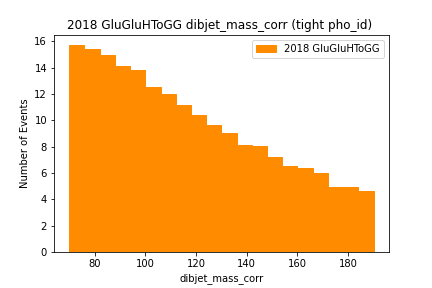 2018 GluGluHToGG dibjet_mass_corr (tight pho_id)
2018 GluGluHToGG
Number of Events
16
14
12
10
8
6
4
2
0
80 100 120 140 160 180
dibjet_mass_corr